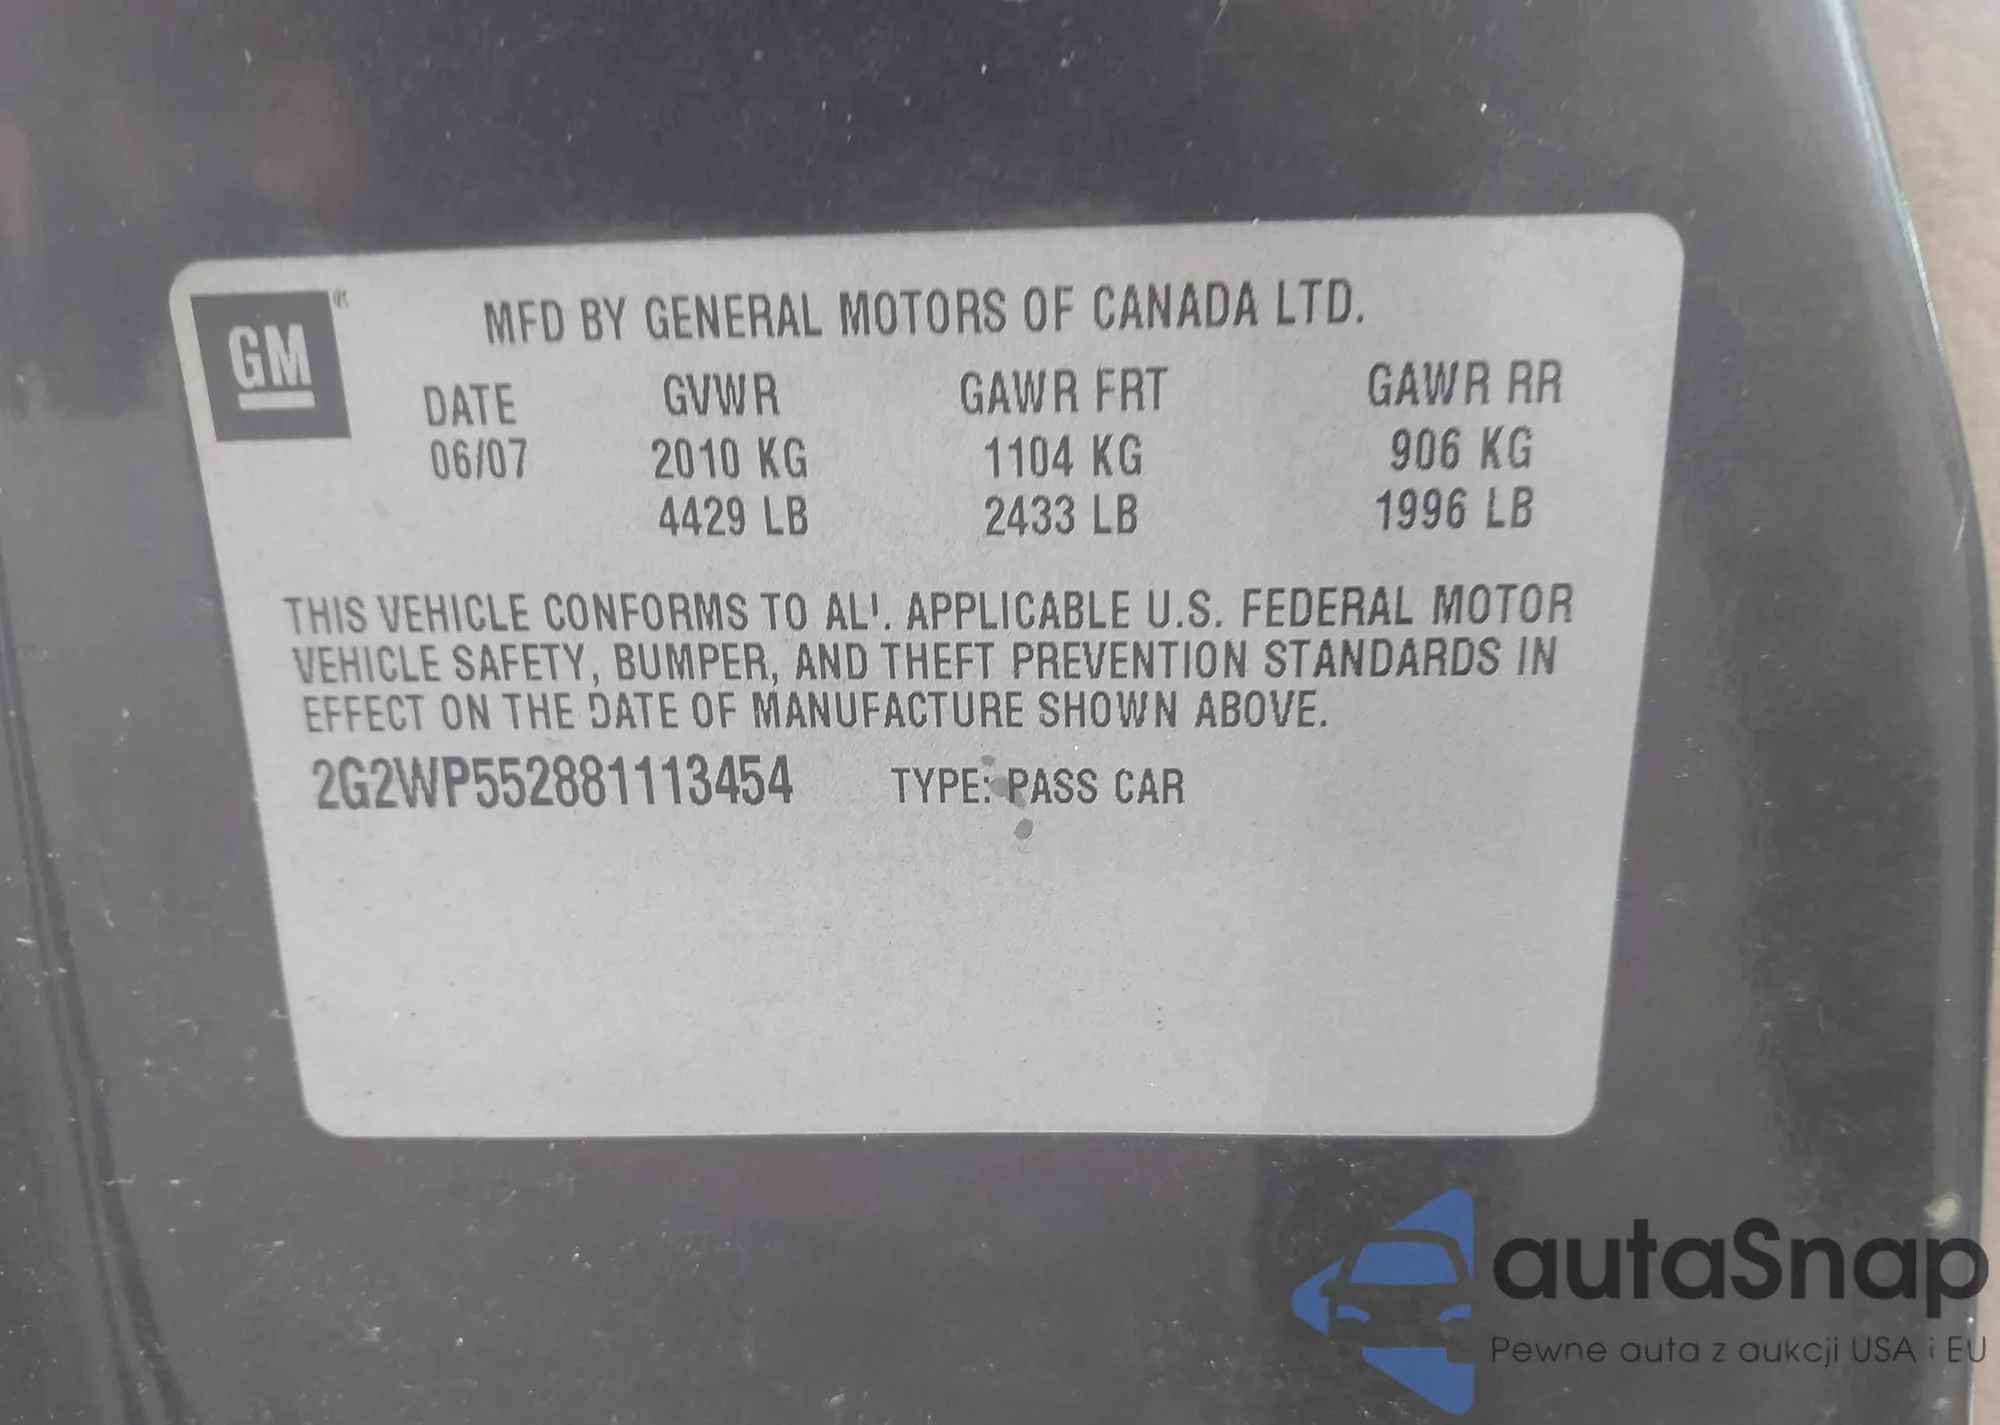 GM
MFD BY GENERAL MOTORS OF CANADA LTD.
DATE GVWR GAWR FRT GAWR RR
06/07 2010 KG 1104 KG 906 KG
4429 LB 2433 LB 1996 LB
THIS VEHICLE CONFORMS TO ALL APPLICABLE U.S. FEDERAL MOTOR
VEHICLE SAFETY, BUMPER, AND THEFT PREVENTION STANDARDS IN
EFFECT ON THE DATE OF MANUFACTURE SHOWN ABOVE.
2G2WP552881113454 TYPE: PASS CAR
autaSnap
Pewne auta z aukcji USA i EU